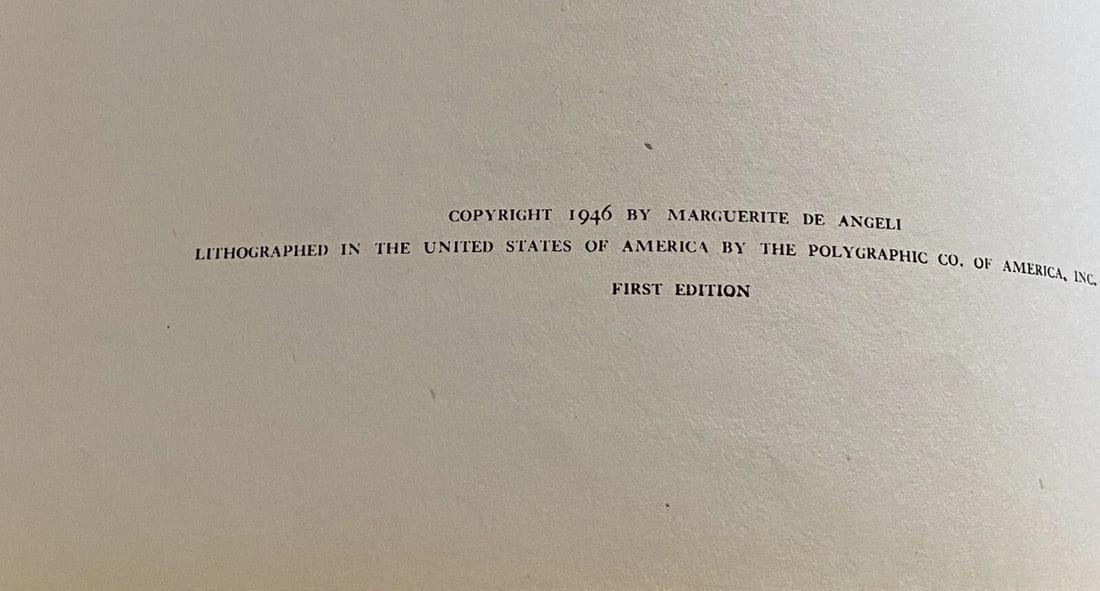 COPYRIGHT 1946 BY MARGUERITE DE ANGELI
LITHOGRAPHED IN THE UNITED STATES OF AMERICA BY THE POLYGRAPHIC CO. OF AMERICA, INC.
FIRST EDITION